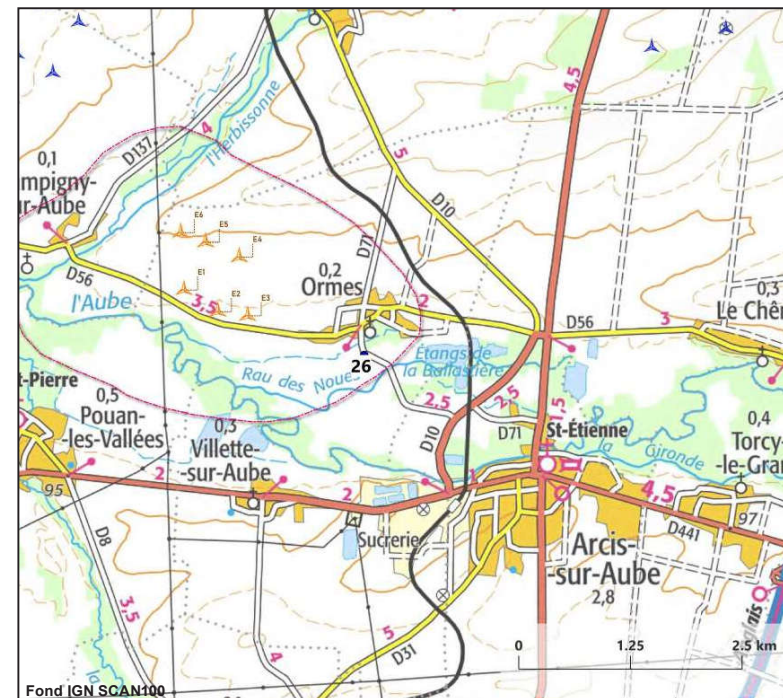 4,5
l'Herbissonne
D137
4
5
0,1
mpigny-
ur-Aube
D10
E6
E5
E4
D71
D56
E1
E2
E3
0,2
Ormes
2
0,3
Le Chên
l'Aube
3,5
D56
3
26
Étangs de
la Ballastière
Rau des Noues
t-Pierre
0,5
Pouan-
-les-Vallées
0,3
Villette-
-sur-Aube
2,5
2,5
1,5
D10
D71
St-Étienne
la Gironde
0,4
Torcy-
-le-Gran
95
2
2
1
4,5
97
D441
D8
Sucrerie
Arcis-
-sur-Aube
2,8
3,5
5
D31
4
la
Anglais
0
1.25
2.5 km
Fond IGN SCAN100